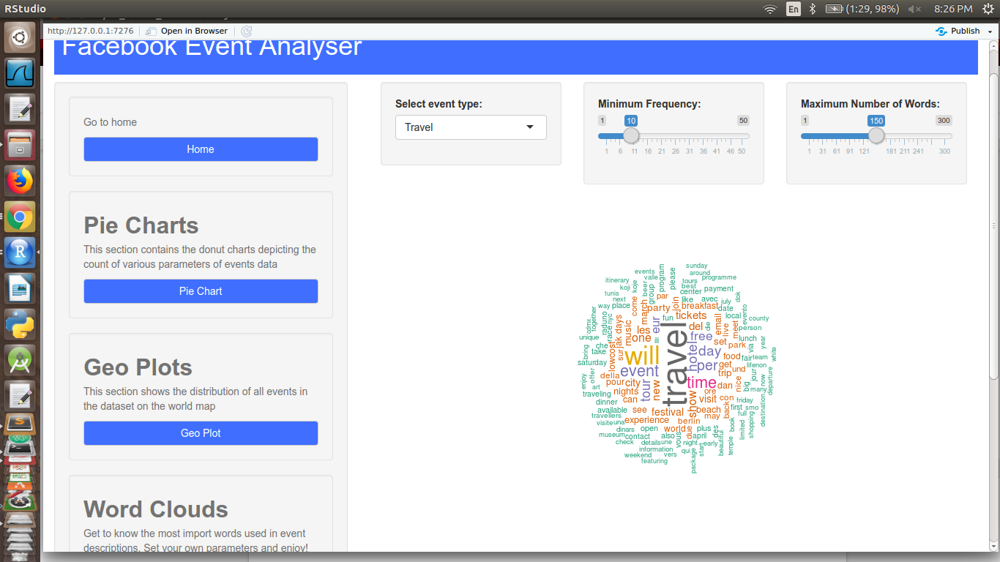 RStudio
En
(1:29, 98%)
8:26 PM
http://127.0.0.1:7276
Open in Browser
Publish
Facebook Event Analyser
Go to home
Home
Pie Charts
This section contains the donut charts depicting the
count of various parameters of events data
Pie Chart
Geo Plots
This section shows the distribution of all events in
the dataset on the world map
Geo Plot
Word Clouds
Get to know the most import words used in event
descriptions. Set your own parameters and enjoy!
Select event type:
Travel
Minimum Frequency:
1 10 50
1 6 11 16 21 26 31 36 41 46 50
Maximum Number of Words:
1 150 300
1 31 61 91 121 181 211 241 300
sunday
events
around
valle
program
please
tours
programme
itinerary
koji
koje
beer
group
best
center
payment
tunis
next
par
like
avec
july
dok
way
place
come
march
party
join
breakfast
date
evento
cdmx
together
raduno
nyc
race
jak
days
music
les
eur
fun
tickets
del
die
email
live
meet
local
county
person
unique
che
one
ili
free
set
park
lunch
via
year
bring
take
lowcost
sur
will
travel
hotel
day
food
fair
team
white
saturday
event
per
get
und
lifenon
enjoy
offer
della
pour
city
tour
new
time
trip
dan
nice
big
jour
many
now
departure
art
traveling
nights
can
show
ore
visit
con
back
friday
dinner
available
see
festival
beach
first
smo
destination
travellers
experience
berlin
may
full
visite
una
dinars
open
world
due
plus
des
book
limited
shopping
museum
contact
also
vous
april
beautiful
temple
check
details
une
night
early
information
qui
start
weekend
vers
featuring
package